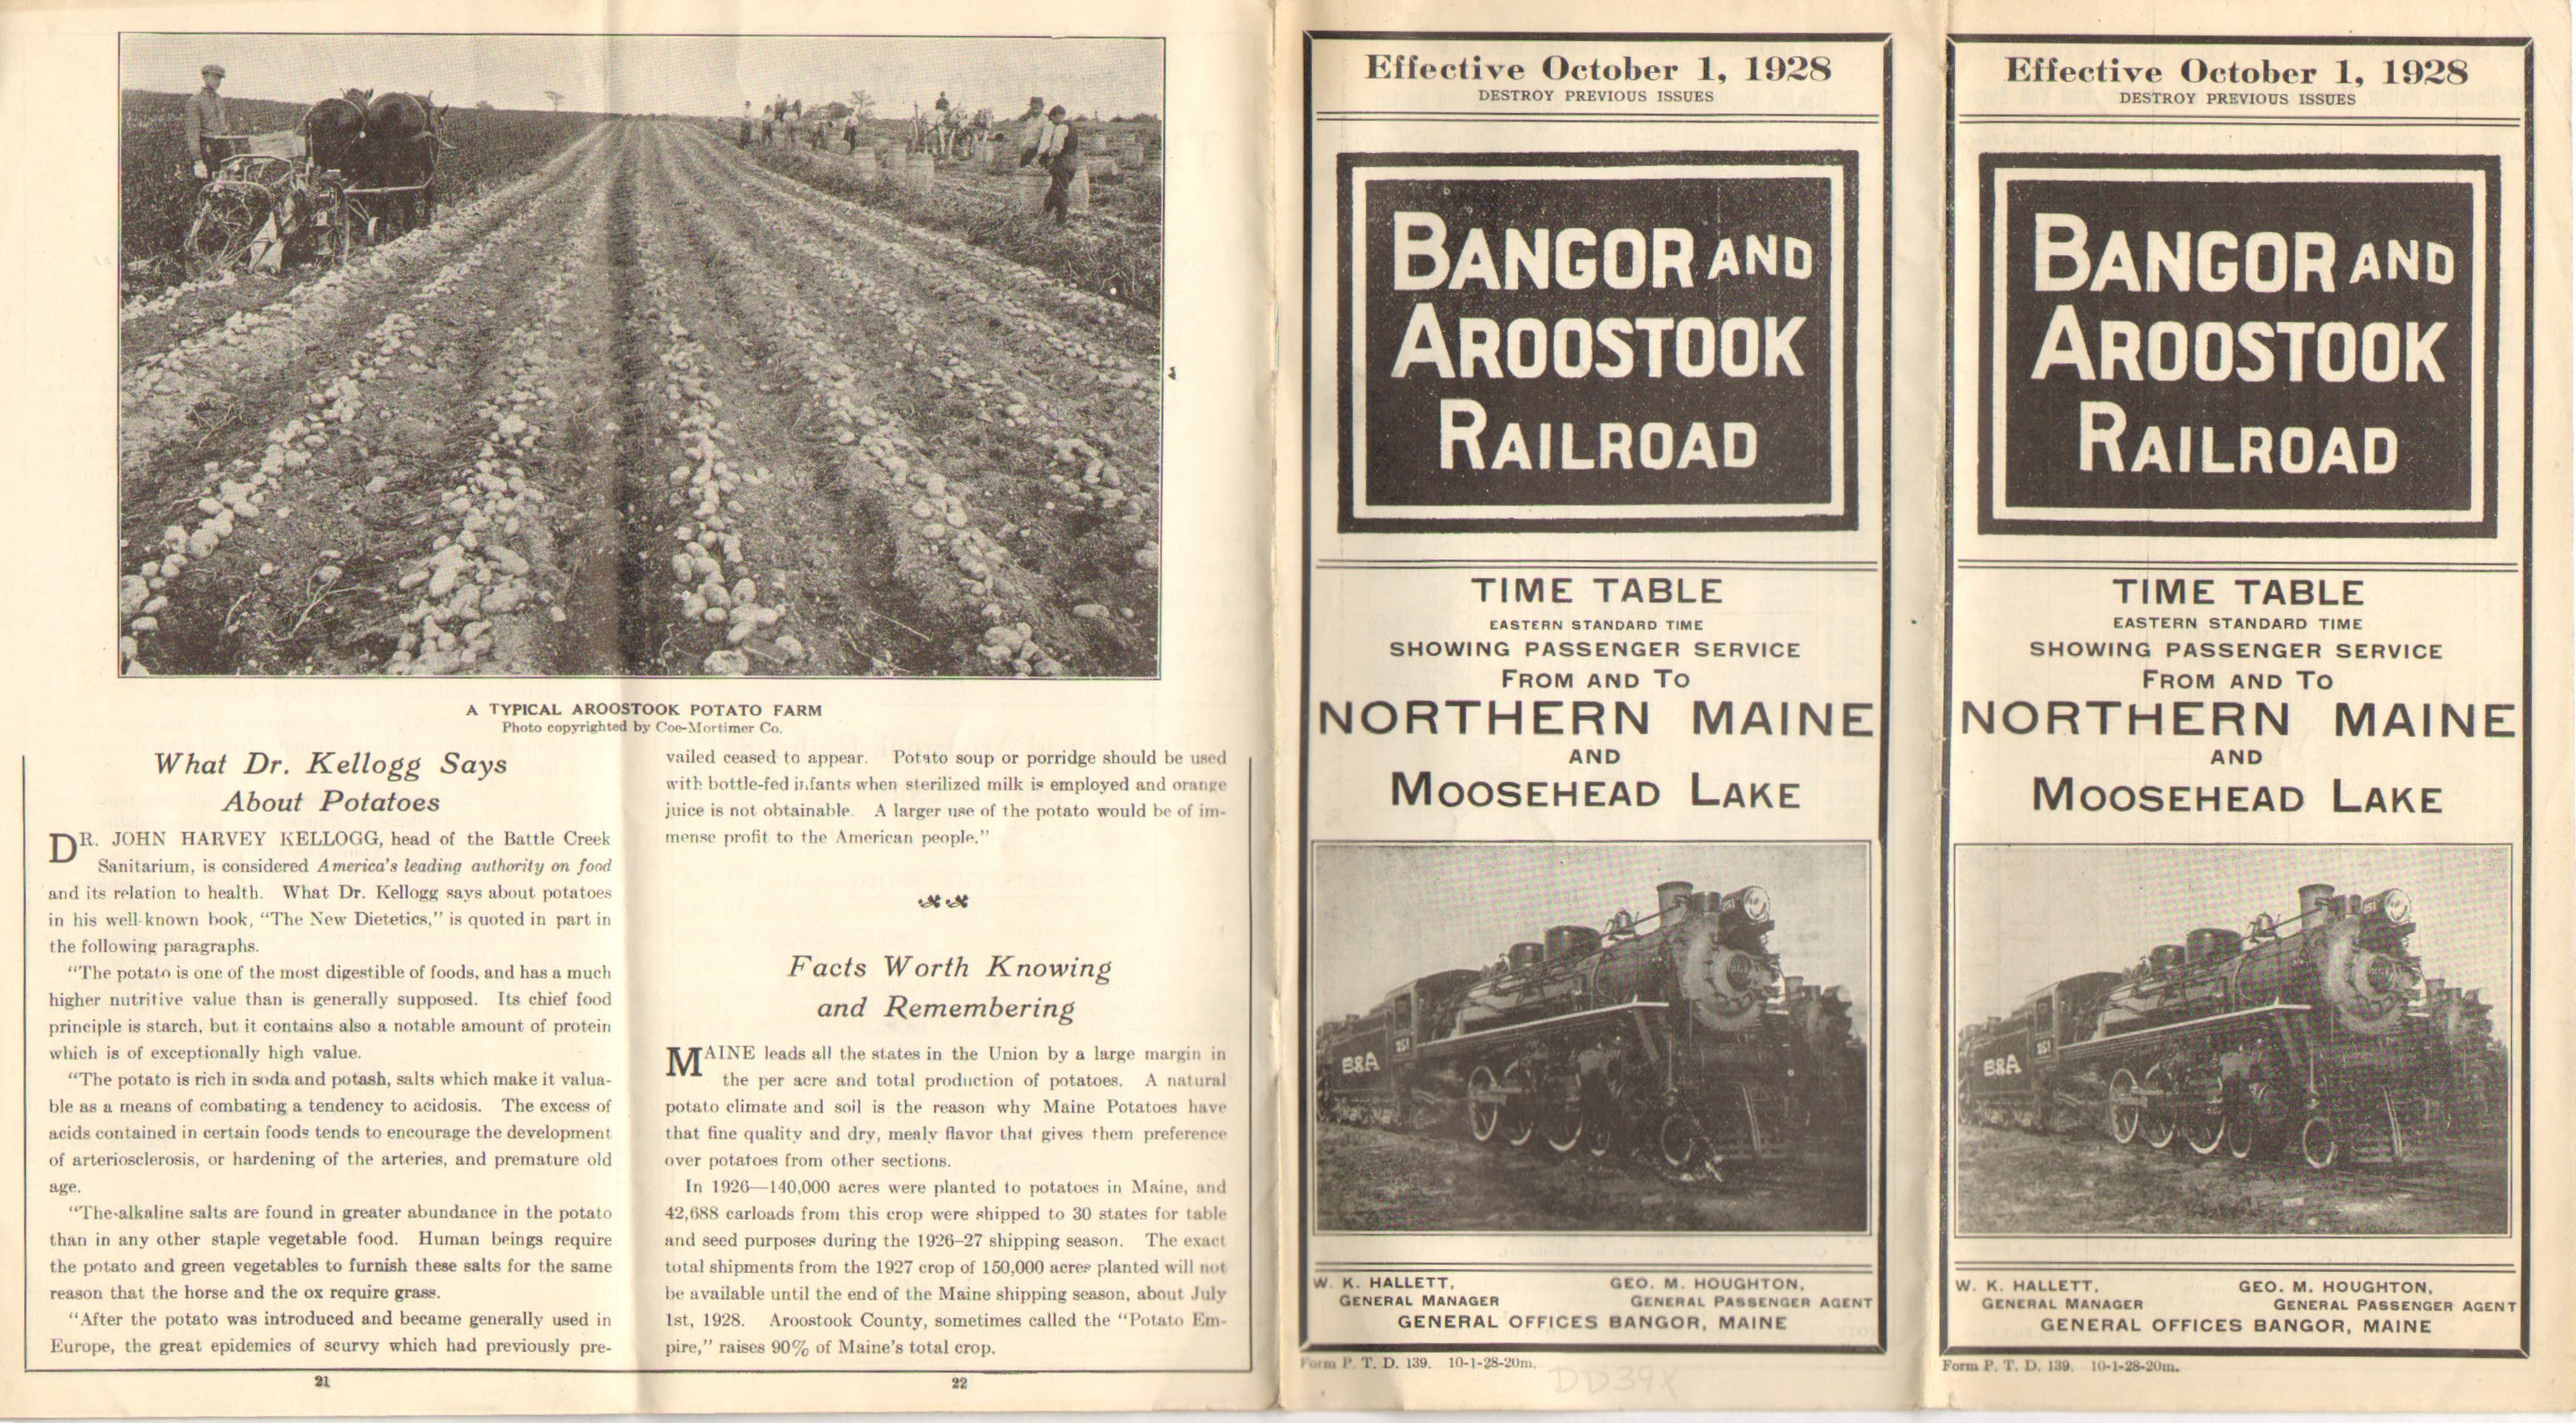 A TYPICAL AROOSTOOK POTATO FARM
Photo copyrighted by Coe-Mortimer Co.
What Dr. Kellogg Says
About Potatoes
DR. JOHN HARVEY KELLOGG, head of the Battle Creek
Sanitarium, is considered America's leading authority on food
and its relation to health. What Dr. Kellogg says about potatoes
in his well-known book, "The New Dietetics," is quoted in part in
the following paragraphs.
"The potato is one of the most digestible of foods, and has a much
higher nutritive value than is generally supposed. Its chief food
principle is starch, but it contains also a notable amount of protein
which is of exceptionally high value.
"The potato is rich in soda and potash, salts which make it valua-
ble as a means of combating a tendency to acidosis. The excess of
acids contained in certain foods tends to encourage the development
of arteriosclerosis, or hardening of the arteries, and premature old
age.
"The alkaline salts are found in greater abundance in the potato
than in any other staple vegetable food. Human beings require
the potato and green vegetables to furnish these salts for the same
reason that the horse and the ox require grass.
"After the potato was introduced and became generally used in
Europe, the great epidemics of scurvy which had previously pre-
21
vailed ceased to appear. Potato soup or porridge should be used
with bottle-fed infants when sterilized milk is employed and orange
juice is not obtainable. A larger use of the potato would be of im-
mense profit to the American people."
Facts Worth Knowing
and Remembering
MAINE leads all the states in the Union by a large margin in
the per acre and total production of potatoes. A natural
potato climate and soil is the reason why Maine Potatoes have
that fine quality and dry, mealy flavor that gives them preference
over potatoes from other sections.
In 1926—140,000 acres were planted to potatoes in Maine, and
42,688 carloads from this crop were shipped to 30 states for table
and seed purposes during the 1926–27 shipping season. The exact
total shipments from the 1927 crop of 150,000 acres planted will not
be available until the end of the Maine shipping season, about July
1st, 1928. Aroostook County, sometimes called the "Potato Em-
pire," raises 90% of Maine's total crop.
22
Effective October 1, 1928
DESTROY PREVIOUS ISSUES
BANGOR AND
AROOSTOOK
RAILROAD
TIME TABLE
EASTERN STANDARD TIME
SHOWING PASSENGER SERVICE
FROM AND TO
NORTHERN MAINE
AND
MOOSEHEAD LAKE
251
251
B&A
W. K. HALLETT,
GENERAL MANAGER
GEO. M. HOUGHTON,
GENERAL PASSENGER AGENT
GENERAL OFFICES BANGOR, MAINE
Form P. T. D. 139. 10-1-28-20m.
DD39X
Effective October 1, 1928
DESTROY PREVIOUS ISSUES
BANGOR AND
AROOSTOOK
RAILROAD
TIME TABLE
EASTERN STANDARD TIME
SHOWING PASSENGER SERVICE
FROM AND TO
NORTHERN MAINE
AND
MOOSEHEAD LAKE
251
251
B&A
W. K. HALLETT,
GENERAL MANAGER
GEO. M. HOUGHTON,
GENERAL PASSENGER AGENT
GENERAL OFFICES BANGOR, MAINE
Form P. T. D. 139. 10-1-28-20m.